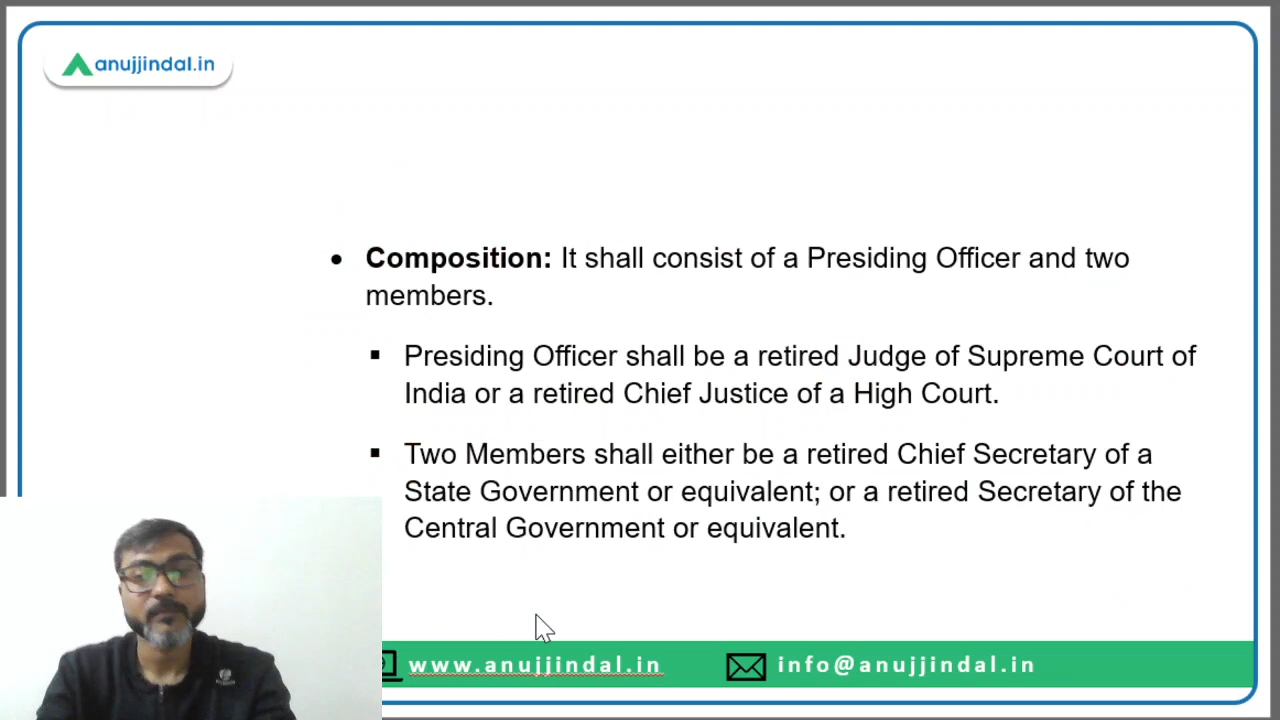 anujjindal.in
• Composition: It shall consist of a Presiding Officer and two
members.
▪ Presiding Officer shall be a retired Judge of Supreme Court of
India or a retired Chief Justice of a High Court.
▪ Two Members shall either be a retired Chief Secretary of a
State Government or equivalent; or a retired Secretary of the
Central Government or equivalent.
www.anujjindal.in
info@anujjindal.in